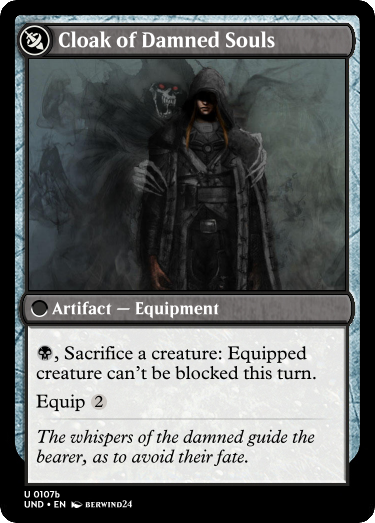 Cloak of Damned Souls
Artifact — Equipment
, Sacrifice a creature: Equipped
creature can't be blocked this turn.
Equip 2
The whispers of the damned guide the
bearer, as to avoid their fate.
U 0107b
UND • EN BERWIND24